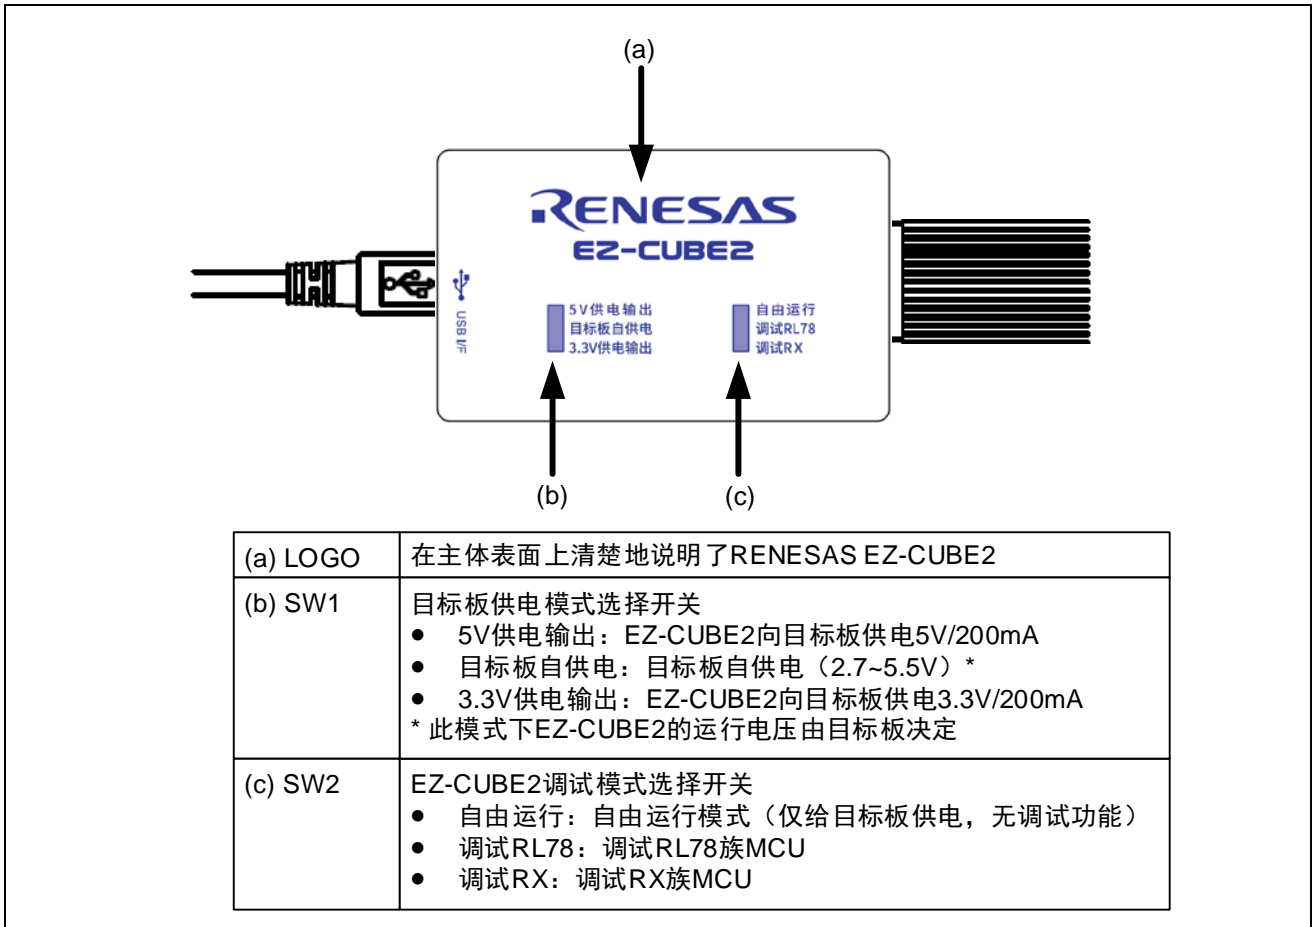 (a)
RENESAS
EZ-CUBE2
USB I/F
5V供电输出
目标板自供电
3.3V供电输出
自由运行
调试RL78
调试RX
(b)
(c)
(a) LOGO 在主体表面上清楚地说明了RENESAS EZ-CUBE2
(b) SW1 目标板供电模式选择开关
● 5V供电输出：EZ-CUBE2向目标板供电5V/200mA
● 目标板自供电：目标板自供电（2.7~5.5V）*
● 3.3V供电输出：EZ-CUBE2向目标板供电3.3V/200mA
* 此模式下EZ-CUBE2的运行电压由目标板决定
(c) SW2 EZ-CUBE2调试模式选择开关
● 自由运行：自由运行模式（仅给目标板供电，无调试功能）
● 调试RL78：调试RL78族MCU
● 调试RX：调试RX族MCU